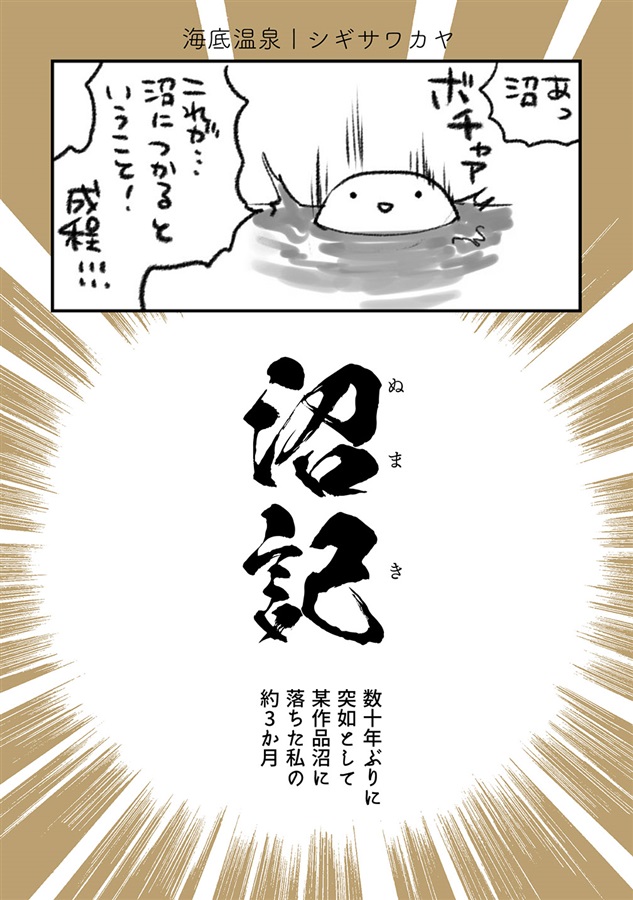 海底温泉｜シギサワカヤ
あっ
沼
ボチャア
これが…
沼につかると
いうこと！
成程…
沼記
ぬまき
数十年ぶりに
突如として
某作品沼に
落ちた私の
約3か月